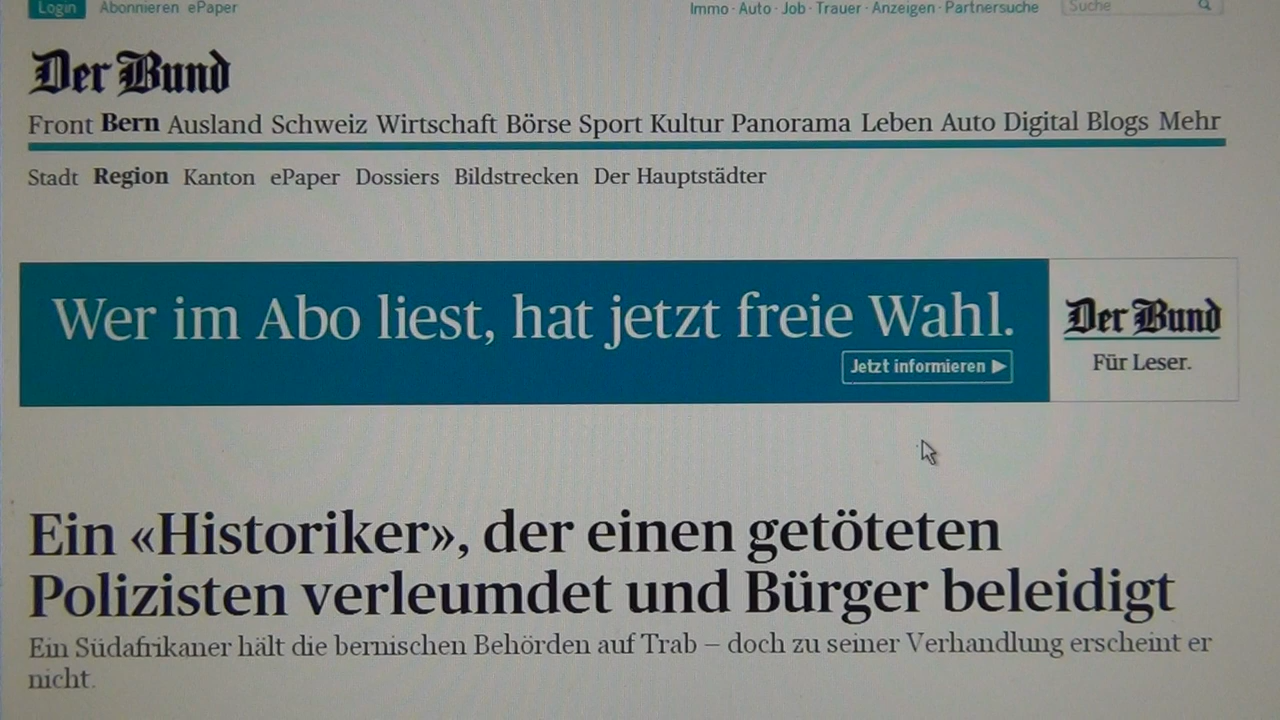 Login Abonnieren ePaper Immo · Auto · Job · Trauer · Anzeigen · Partnersuche Suche
Der Bund
Front Bern Ausland Schweiz Wirtschaft Börse Sport Kultur Panorama Leben Auto Digital Blogs Mehr
Stadt Region Kanton ePaper Dossiers Bildstrecken Der Hauptstädter
Wer im Abo liest, hat jetzt freie Wahl.
Jetzt informieren
Der Bund
Für Leser.
Ein «Historiker», der einen getöteten
Polizisten verleumdet und Bürger beleidigt
Ein Südafrikaner hält die bernischen Behörden auf Trab – doch zu seiner Verhandlung erscheint er
nicht.